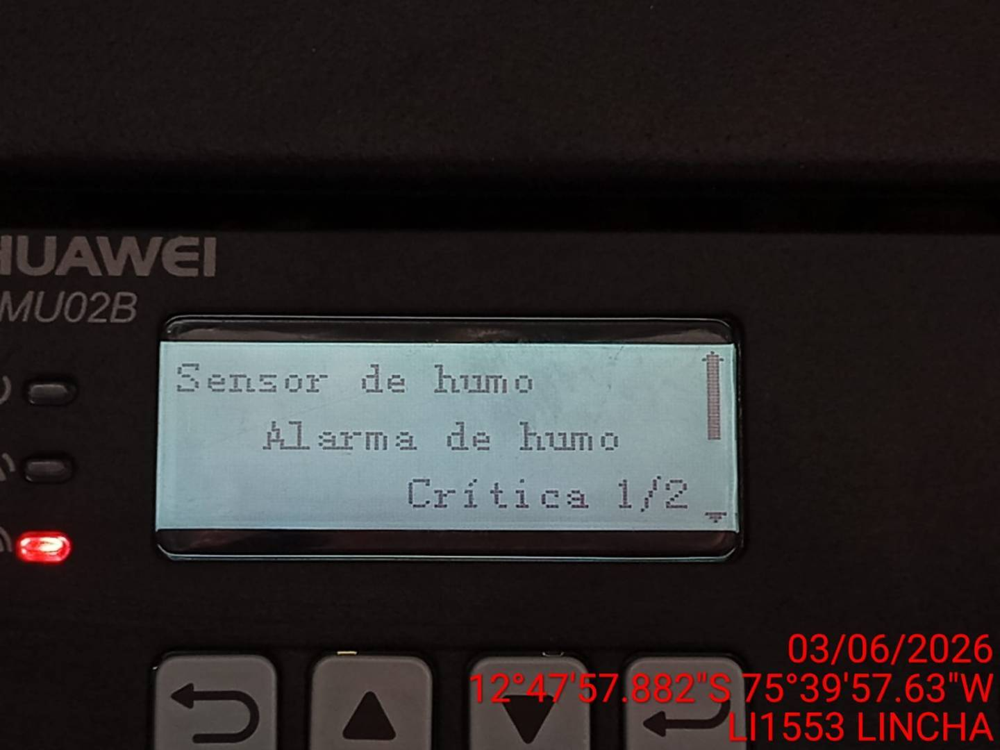 HUAWEI
MU02B
Sensor de humo
Alarma de humo
Crítica 1/2
03/06/2026
12°47'57.882"S 75°39'57.63"W
LI1553 LINCHA